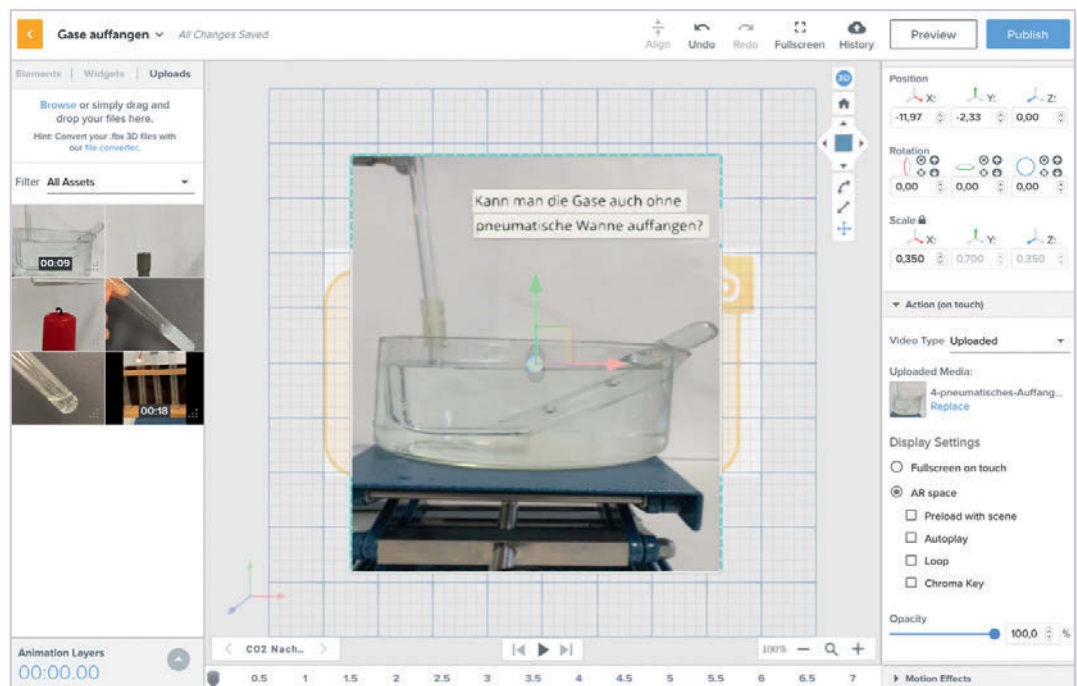 Gase auffangen
All Changes Saved
Align
Undo
Redo
Fullscreen
History
Preview
Publish
Elements
Widgets
Uploads
Browse or simply drag and
drop your files here.
Hint: Convert your .fbx 3D files with
our file converter.
Filter All Assets
00:09
00:18
Animation Layers
00:00.00
3D
Kann man die Gase auch ohne
pneumatische Wanne auffangen?
CO2 Nach...
100%
0.5 1 1.5 2 2.5 3 3.5 4 4.5 5 5.5 6 6.5 7
Position
X: Y: Z:
-11,97 -2,33 0,00
Rotation
0,00 0,00 0,00
Scale
X: Y: Z:
0,350 0,700 0,350
Action (on touch)
Video Type Uploaded
Uploaded Media:
4-pneumatisches-Auffang...
Replace
Display Settings
Fullscreen on touch
AR space
Preload with scene
Autoplay
Loop
Chroma Key
Opacity
100,0 %
Motion Effects